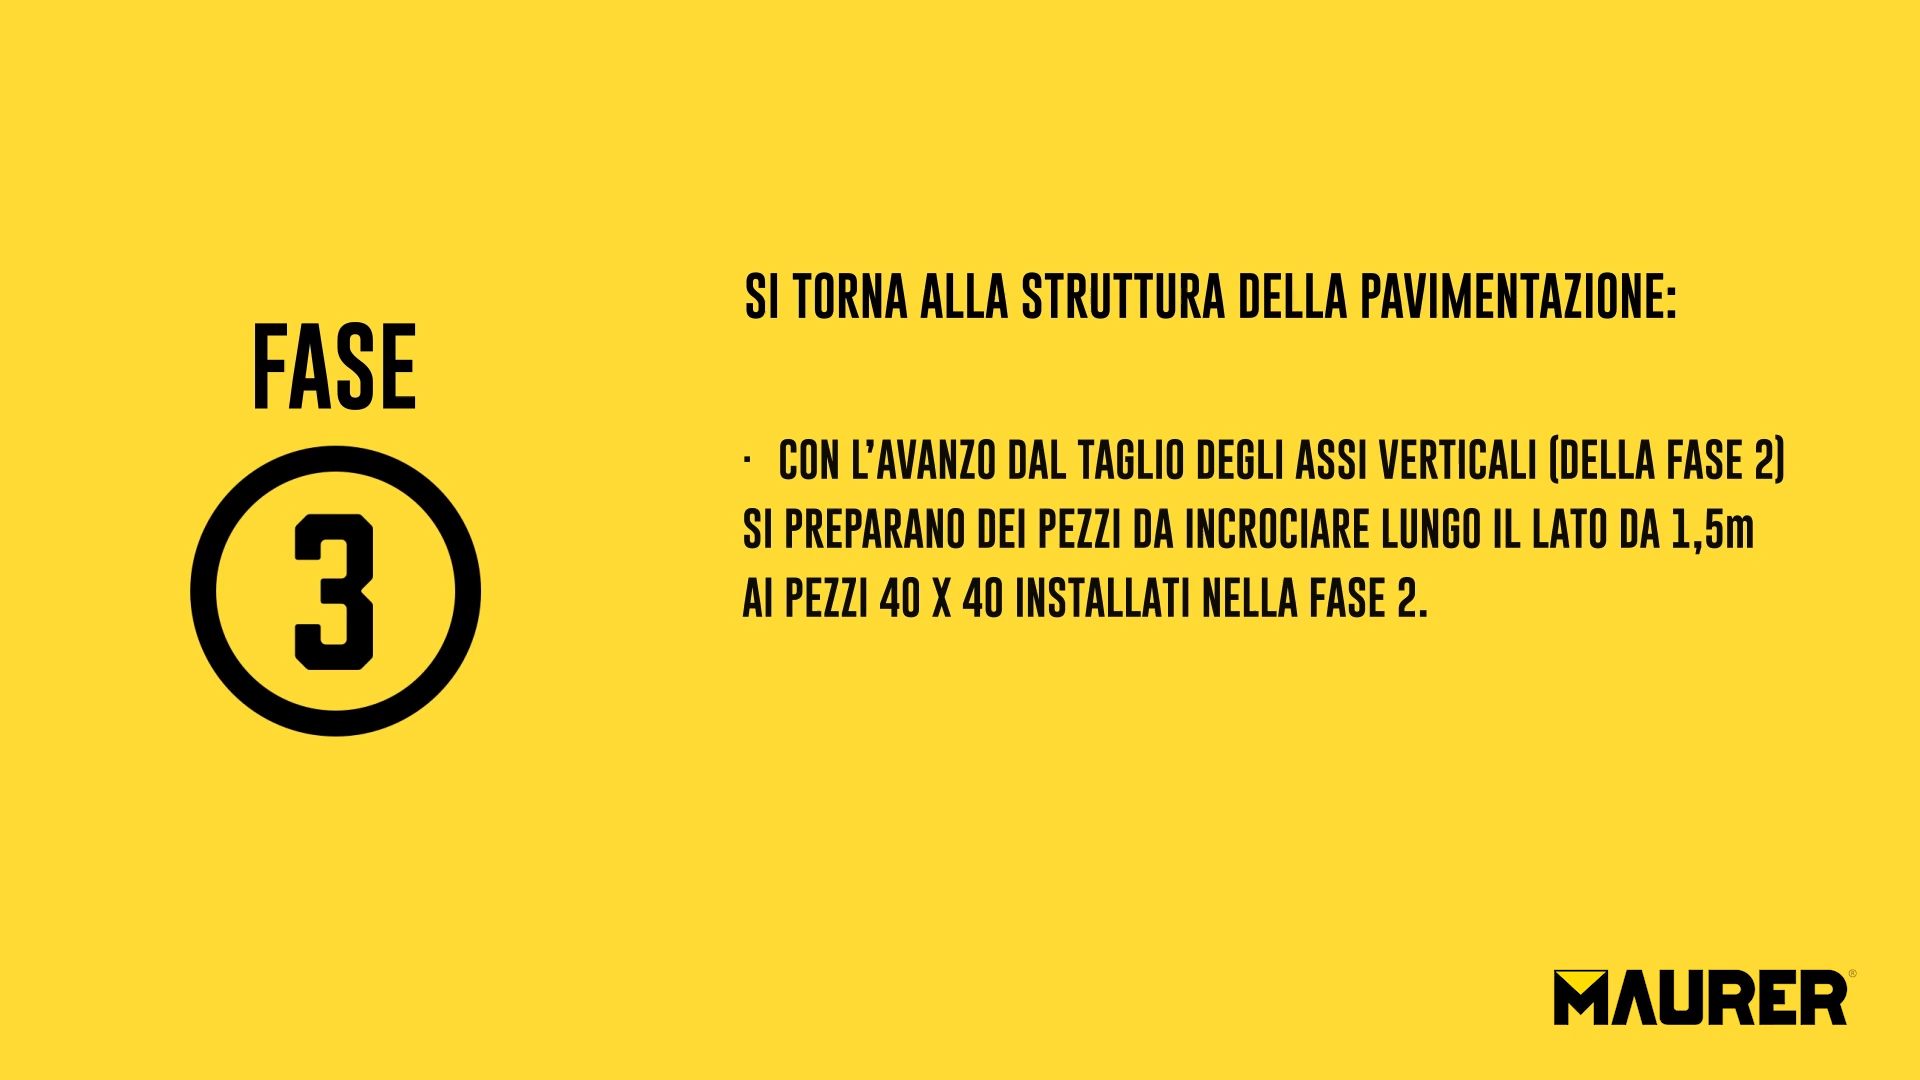 FASE
3
SI TORNA ALLA STRUTTURA DELLA PAVIMENTAZIONE:
· CON L’AVANZO DAL TAGLIO DEGLI ASSI VERTICALI (DELLA FASE 2)
SI PREPARANO DEI PEZZI DA INCROCIARE LUNGO IL LATO DA 1,5m
AI PEZZI 40 X 40 INSTALLATI NELLA FASE 2.
MAURER®